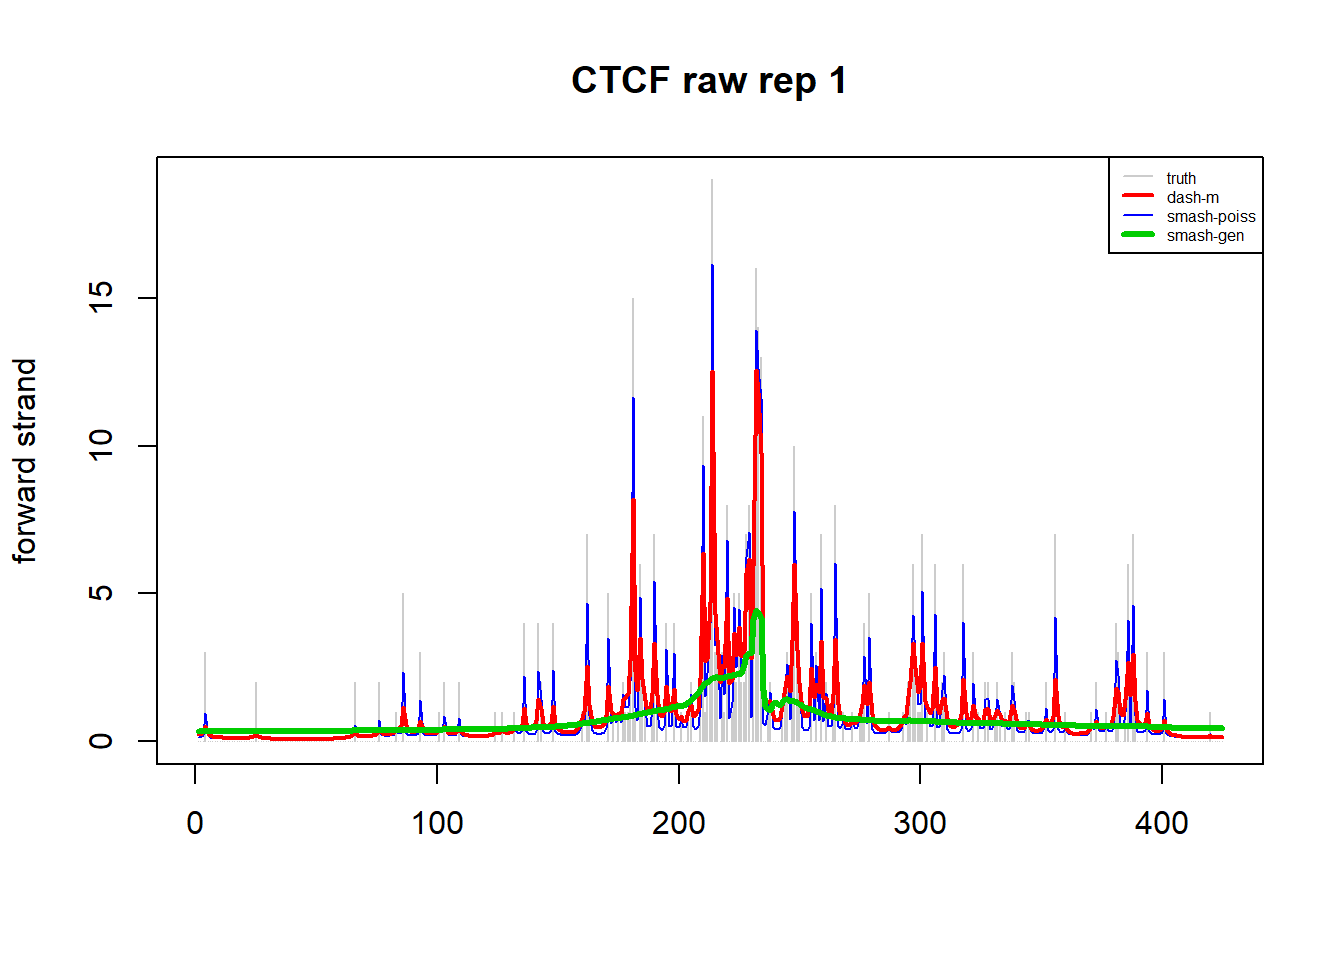 CTCF raw rep 1
truth
dash-m
smash-poiss
smash-gen
forward strand
15
10
5
0
0 100 200 300 400